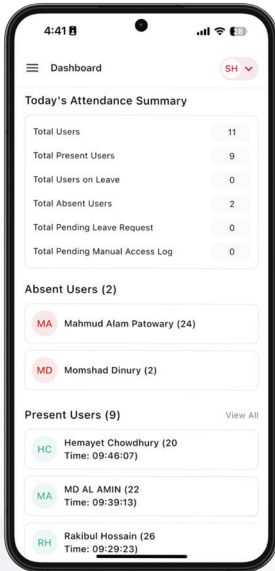 4:41
28
Dashboard
SH
Today's Attendance Summary
Total Users 11
Total Present Users 9
Total Users on Leave 0
Total Absent Users 2
Total Pending Leave Request 0
Total Pending Manual Access Log 0
Absent Users (2)
MA Mahmud Alam Patowary (24)
MD Momshad Dinury (2)
Present Users (9) View All
HC Hemayet Chowdhury (20
Time: 09:46:07)
MA MD AL AMIN (22
Time: 09:39:13)
RH Rakibul Hossain (26
Time: 09:29:23)